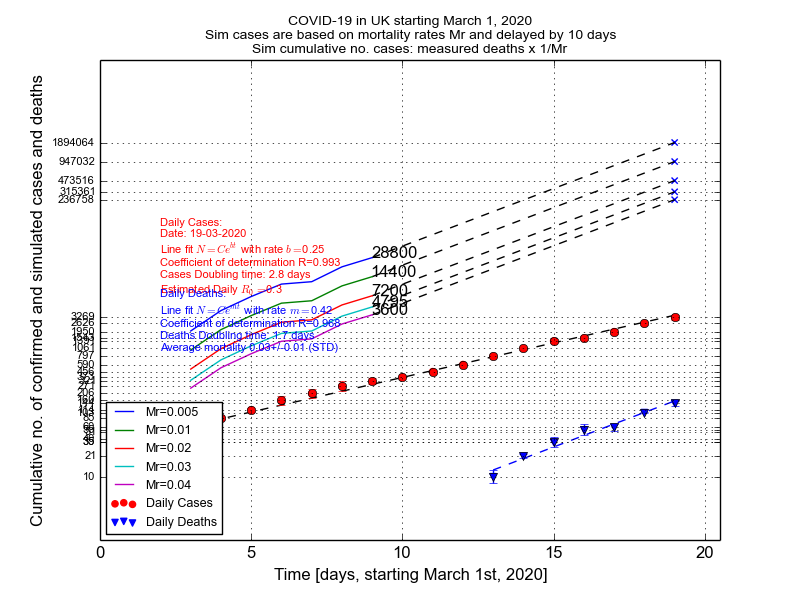 COVID-19 in UK starting March 1, 2020
Sim cases are based on mortality rates Mr and delayed by 10 days
Sim cumulative no. cases: measured deaths x 1/Mr
Cumulative no. of confirmed and simulated cases and deaths
1894064
947032
473516
315361
236758
3269
2626
1950
1061
797
590
456
206
21
10
Daily Cases:
Date: 19-03-2020
Line fit N=Ce^{bt} with rate b=0.25
Coefficient of determination R=0.993
Cases Doubling time: 2.8 days
Estimated Daily R_0=0.3
Daily Deaths:
Line fit N=Ce^{mt} with rate m=0.42
Coefficient of determination R=0.968
Deaths Doubling time: 1.7 days
Average mortality 0.03+/-0.01 (STD)
28800
14400
7200
4795
3600
Mr=0.005
Mr=0.01
Mr=0.02
Mr=0.03
Mr=0.04
Daily Cases
Daily Deaths
0 5 10 15 20
Time [days, starting March 1st, 2020]